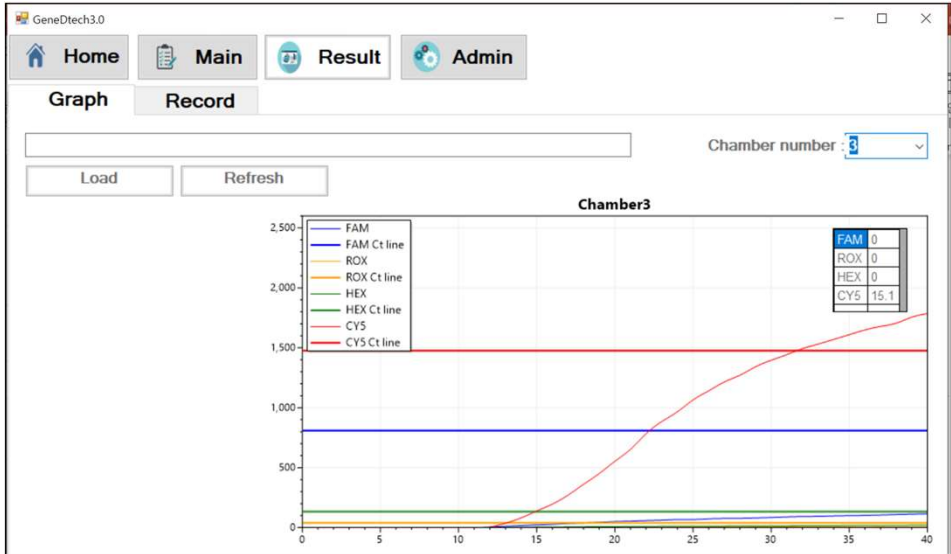 GeneDtech3.0
Home Main Result Admin
Graph Record
Chamber number : 3
Load Refresh
Chamber3
2,500
2,000
1,500
1,000
500
0
FAM
FAM Ct line
ROX
ROX Ct line
HEX
HEX Ct line
CY5
CY5 Ct line
FAM 0
ROX 0
HEX 0
CY5 15.1
0 5 10 15 20 25 30 35 40